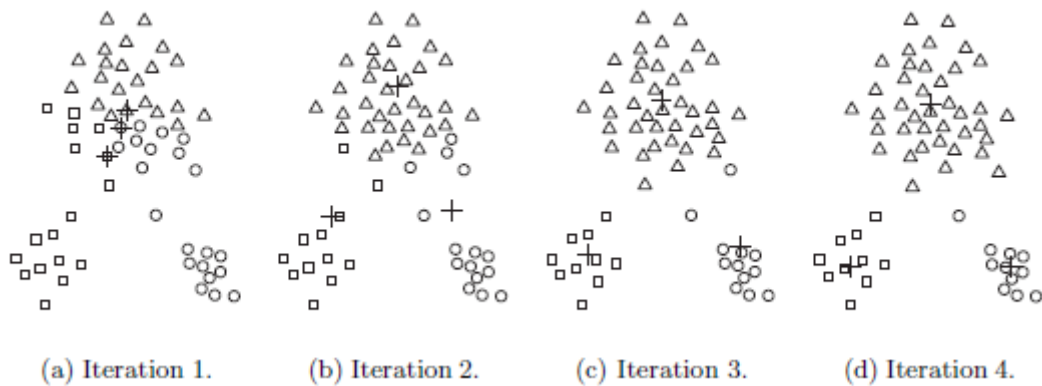 (a) Iteration 1.
(b) Iteration 2.
(c) Iteration 3.
(d) Iteration 4.